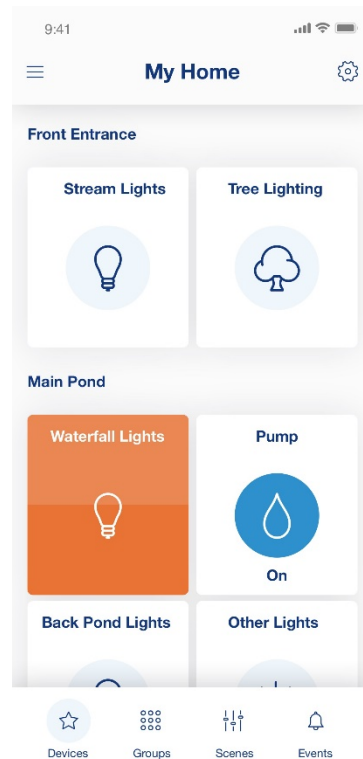 9:41
My Home
Front Entrance
Stream Lights
Tree Lighting
Main Pond
Waterfall Lights
Pump
On
Back Pond Lights
Other Lights
Devices
Groups
Scenes
Events